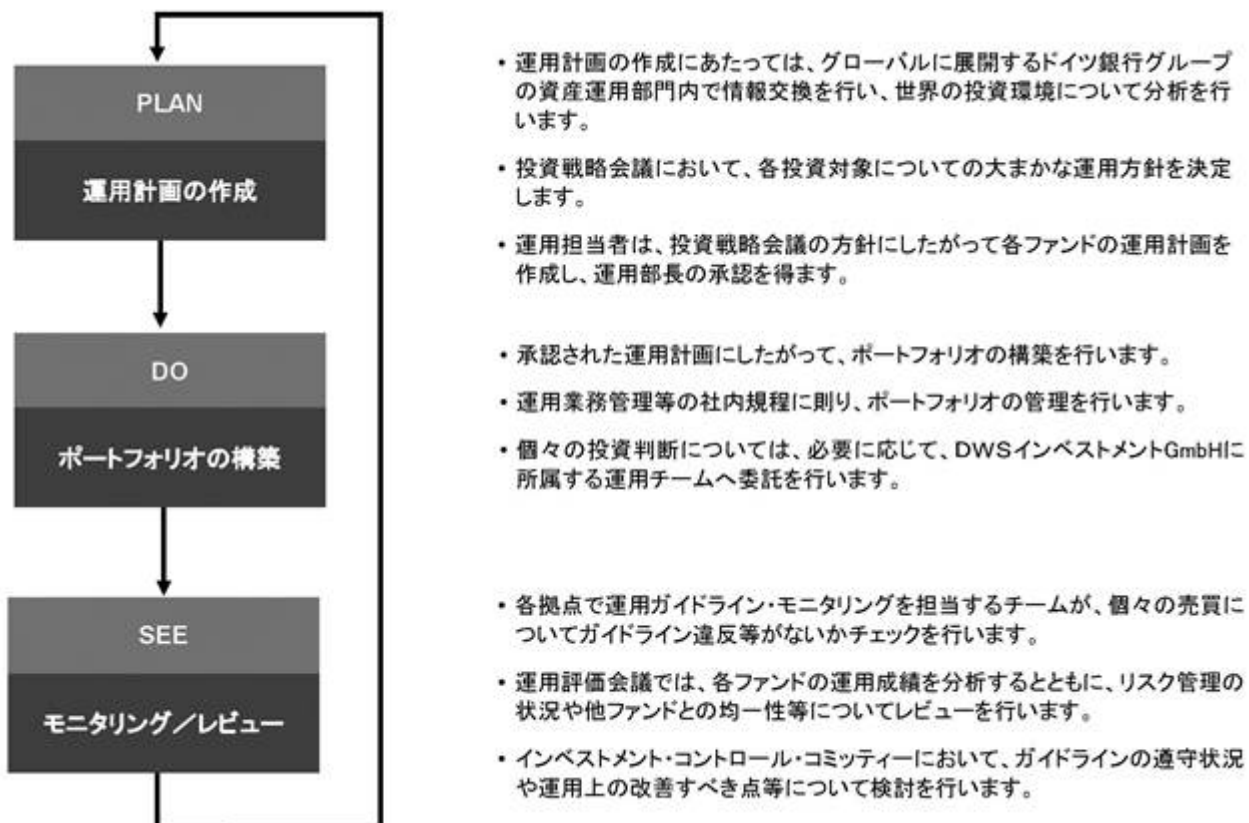 PLAN
運用計画の作成
・運用計画の作成にあたっては、グローバルに展開するドイツ銀行グループ
の資産運用部門内で情報交換を行い、世界の投資環境について分析を行
います。
・投資戦略会議において、各投資対象についての大まかな運用方針を決定
します。
・運用担当者は、投資戦略会議の方針にしたがって各ファンドの運用計画を
作成し、運用部長の承認を得ます。
DO
ポートフォリオの構築
・承認された運用計画にしたがって、ポートフォリオの構築を行います。
・運用業務管理等の社内規程に則り、ポートフォリオの管理を行います。
・個々の投資判断については、必要に応じて、DWSインベストメントGmbHに
所属する運用チームへ委託を行います。
SEE
モニタリング／レビュー
・各拠点で運用ガイドライン・モニタリングを担当するチームが、個々の売買に
ついてガイドライン違反等がないかチェックを行います。
・運用評価会議では、各ファンドの運用成績を分析するとともに、リスク管理の
状況や他ファンドとの均一性等についてレビューを行います。
・インベストメント・コントロール・コミッティーにおいて、ガイドラインの遵守状況
や運用上の改善すべき点等について検討を行います。